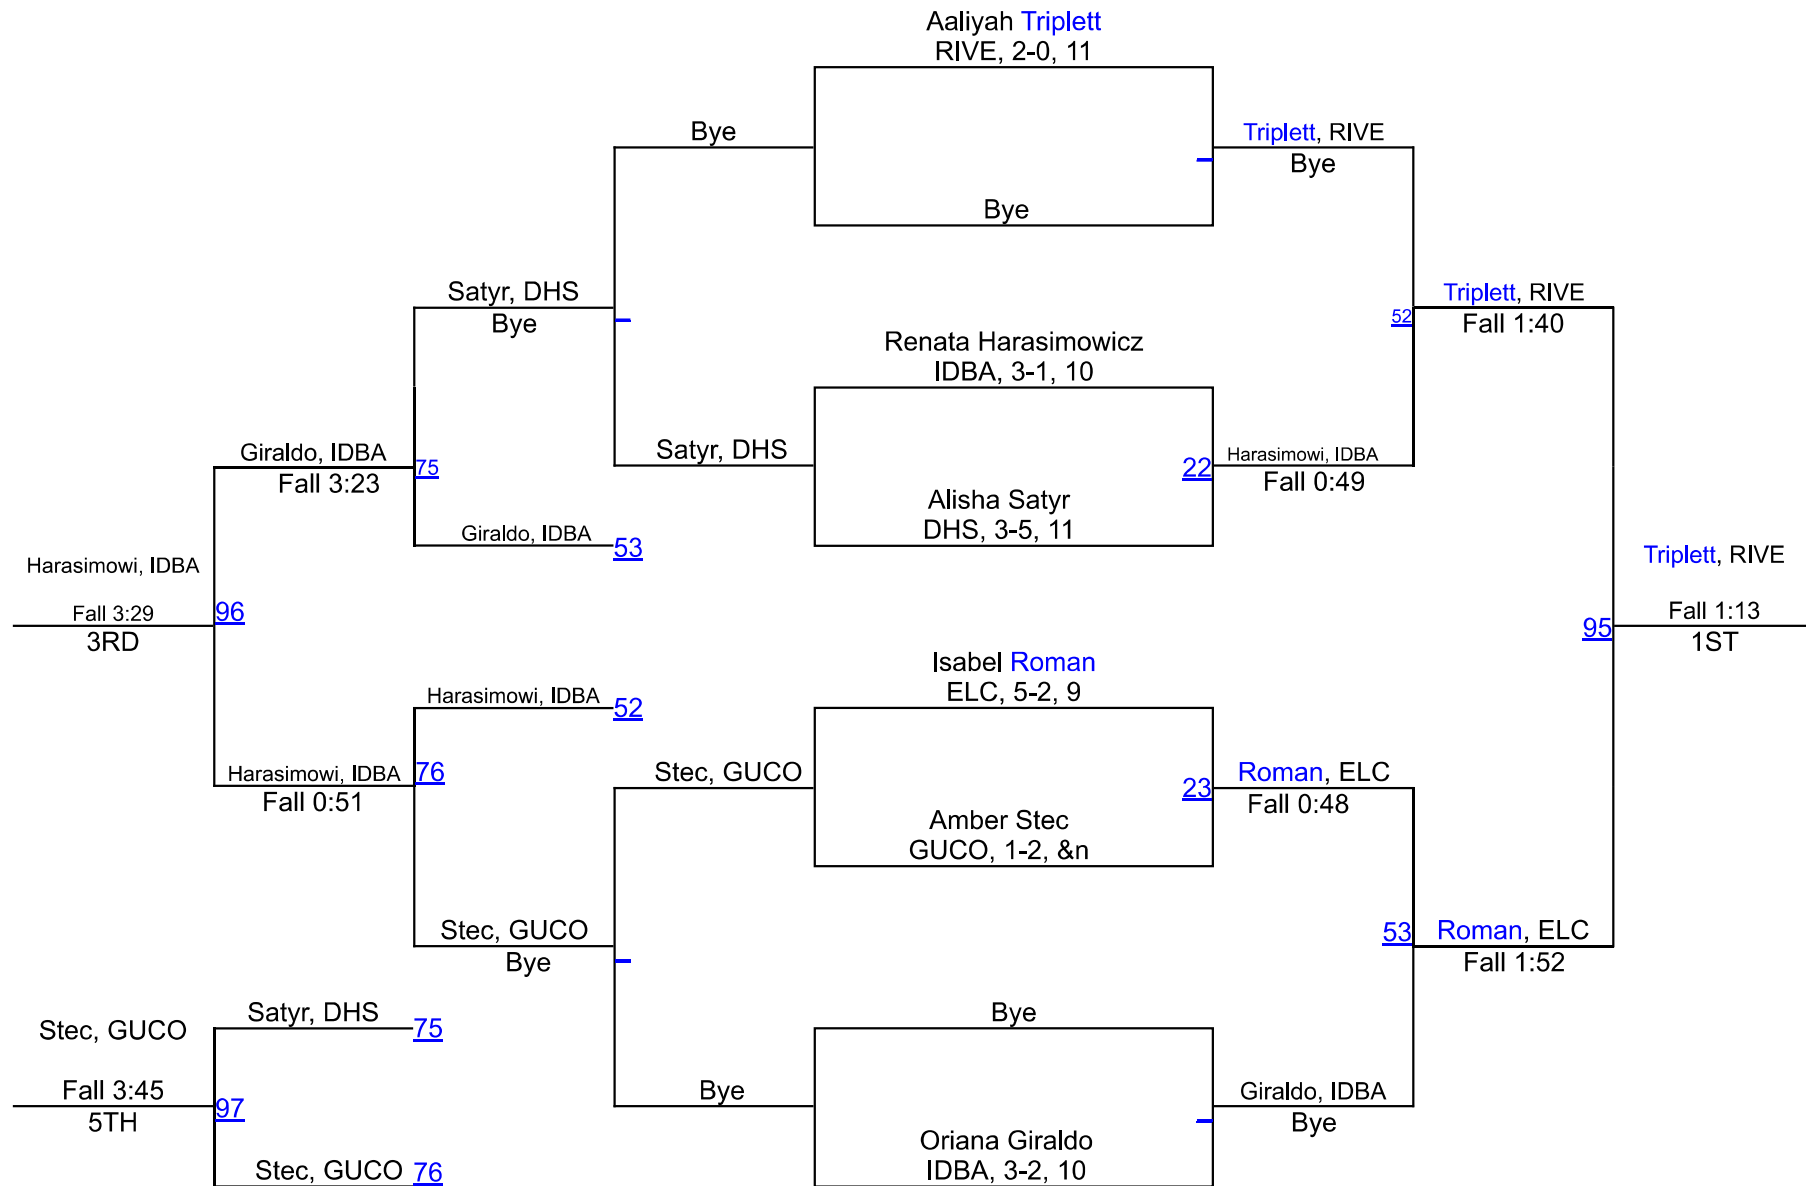 Aaliyah Triplett
RIVE, 2-0, 11
Bye
Triplett, RIVE
Bye
Bye
Satyr, DHS
Bye
Triplett, RIVE
52
Fall 1:40
Renata Harasimowicz
IDBA, 3-1, 10
Giraldo, IDBA
75
Fall 3:23
Satyr, DHS
22
Harasimowi, IDBA
Fall 0:49
Alisha Satyr
DHS, 3-5, 11
Giraldo, IDBA
53
Harasimowi, IDBA
Fall 3:29
96
3RD
Triplett, RIVE
Fall 1:13
95
1ST
Isabel Roman
ELC, 5-2, 9
Harasimowi, IDBA
52
Harasimowi, IDBA
76
Fall 0:51
Stec, GUCO
23
Roman, ELC
Fall 0:48
Amber Stec
GUCO, 1-2, &n
Stec, GUCO
Bye
53
Roman, ELC
Fall 1:52
Stec, GUCO
Satyr, DHS
75
Bye
Fall 3:45
97
5TH
Bye
Giraldo, IDBA
Bye
Oriana Giraldo
IDBA, 3-2, 10
Stec, GUCO
76